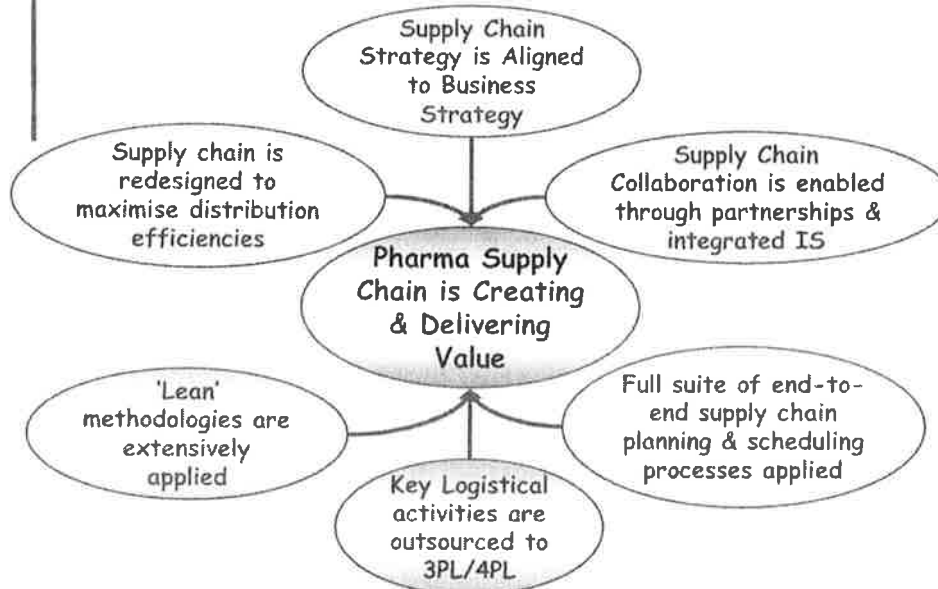 Supply Chain
Strategy is Aligned
to Business
Strategy
Supply chain is
redesigned to
maximise distribution
efficiencies
Supply Chain
Collaboration is enabled
through partnerships &
integrated IS
Pharma Supply
Chain is Creating
& Delivering
Value
'Lean'
methodologies are
extensively
applied
Full suite of end-to-
end supply chain
planning & scheduling
processes applied
Key Logistical
activities are
outsourced to
3PL/4PL